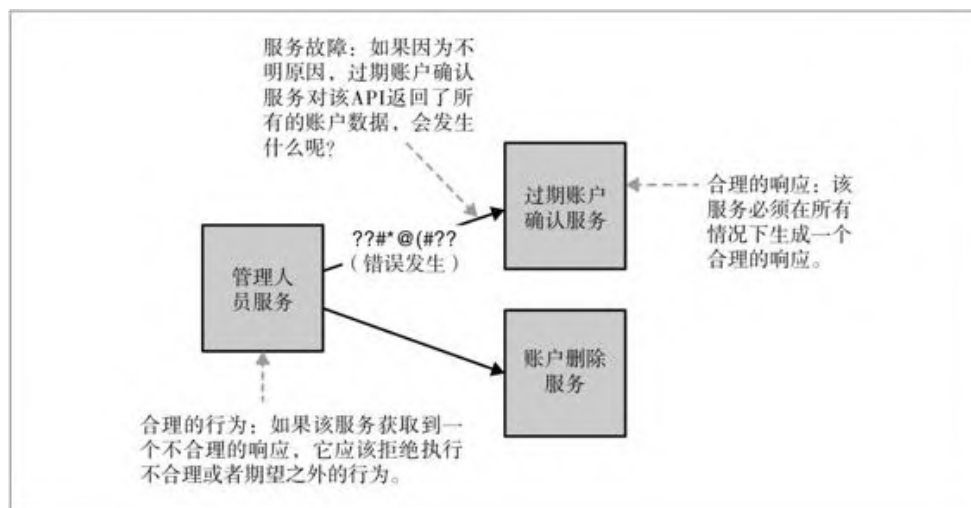 服务故障：如果因为不
明原因，过期账户确认
服务对该API返回了所
有的账户数据，会发生
什么呢？
过期账户
确认服务
合理的响应：该
服务必须在所有
情况下生成一个
合理的响应。
??#*@(#??
（错误发生）
管理人
员服务
账户删除
服务
合理的行为：如果该服务获取到一
个不合理的响应，它应该拒绝执行
不合理或者期望之外的行为。